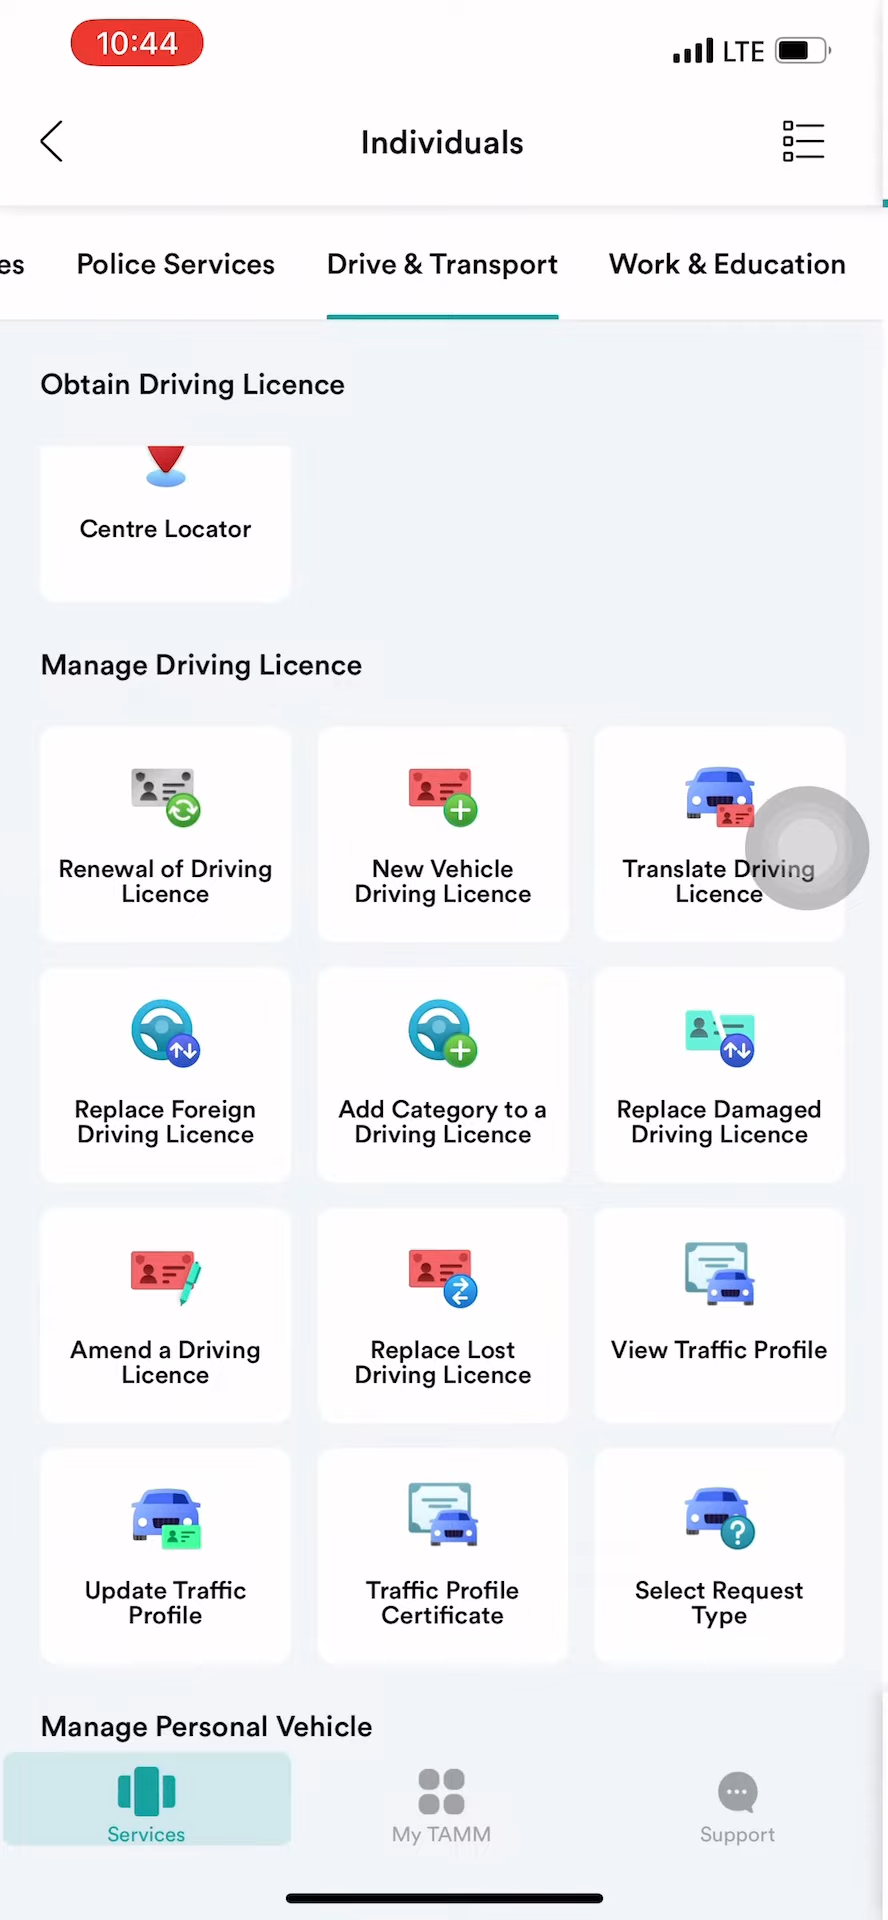 10:44
LTE
Individuals
es
Police Services
Drive & Transport
Work & Education
Obtain Driving Licence
Centre Locator
Manage Driving Licence
Renewal of Driving
Licence
New Vehicle
Driving Licence
Translate Driving
Licence
Replace Foreign
Driving Licence
Add Category to a
Driving Licence
Replace Damaged
Driving Licence
Amend a Driving
Licence
Replace Lost
Driving Licence
View Traffic Profile
Update Traffic
Profile
Traffic Profile
Certificate
Select Request
Type
Manage Personal Vehicle
Services
My TAMM
Support